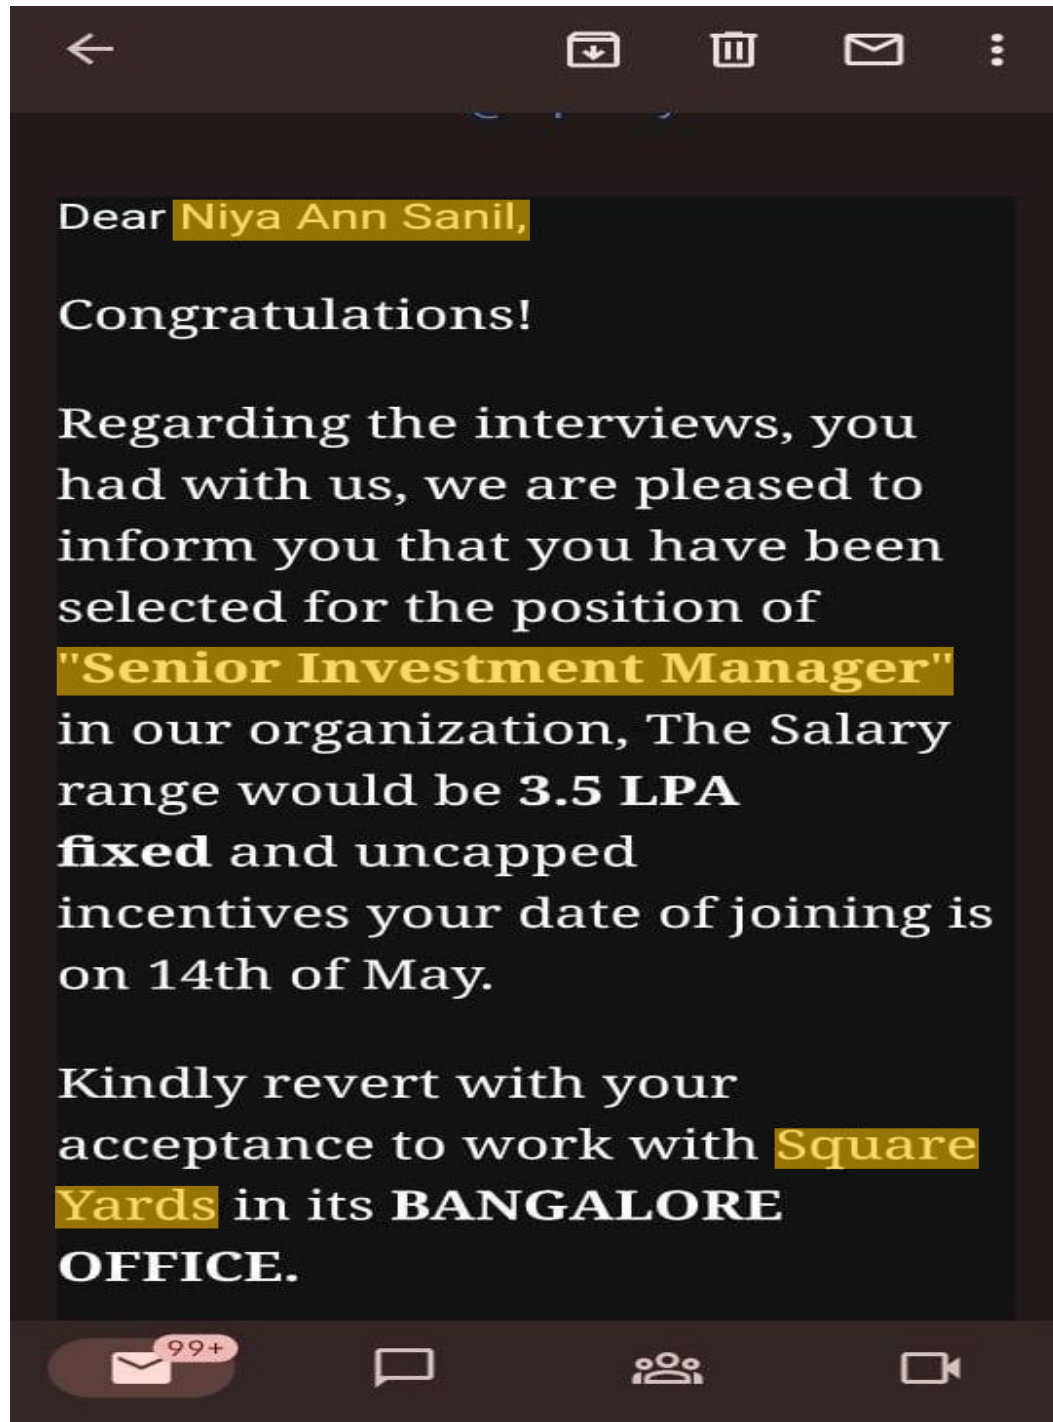 Dear Niya Ann Sanil,
Congratulations!
Regarding the interviews, you
had with us, we are pleased to
inform you that you have been
selected for the position of
"Senior Investment Manager"
in our organization, The Salary
range would be 3.5 LPA
fixed and uncapped
incentives your date of joining is
on 14th of May.
Kindly revert with your
acceptance to work with Square
Yards in its BANGALORE
OFFICE.
99+